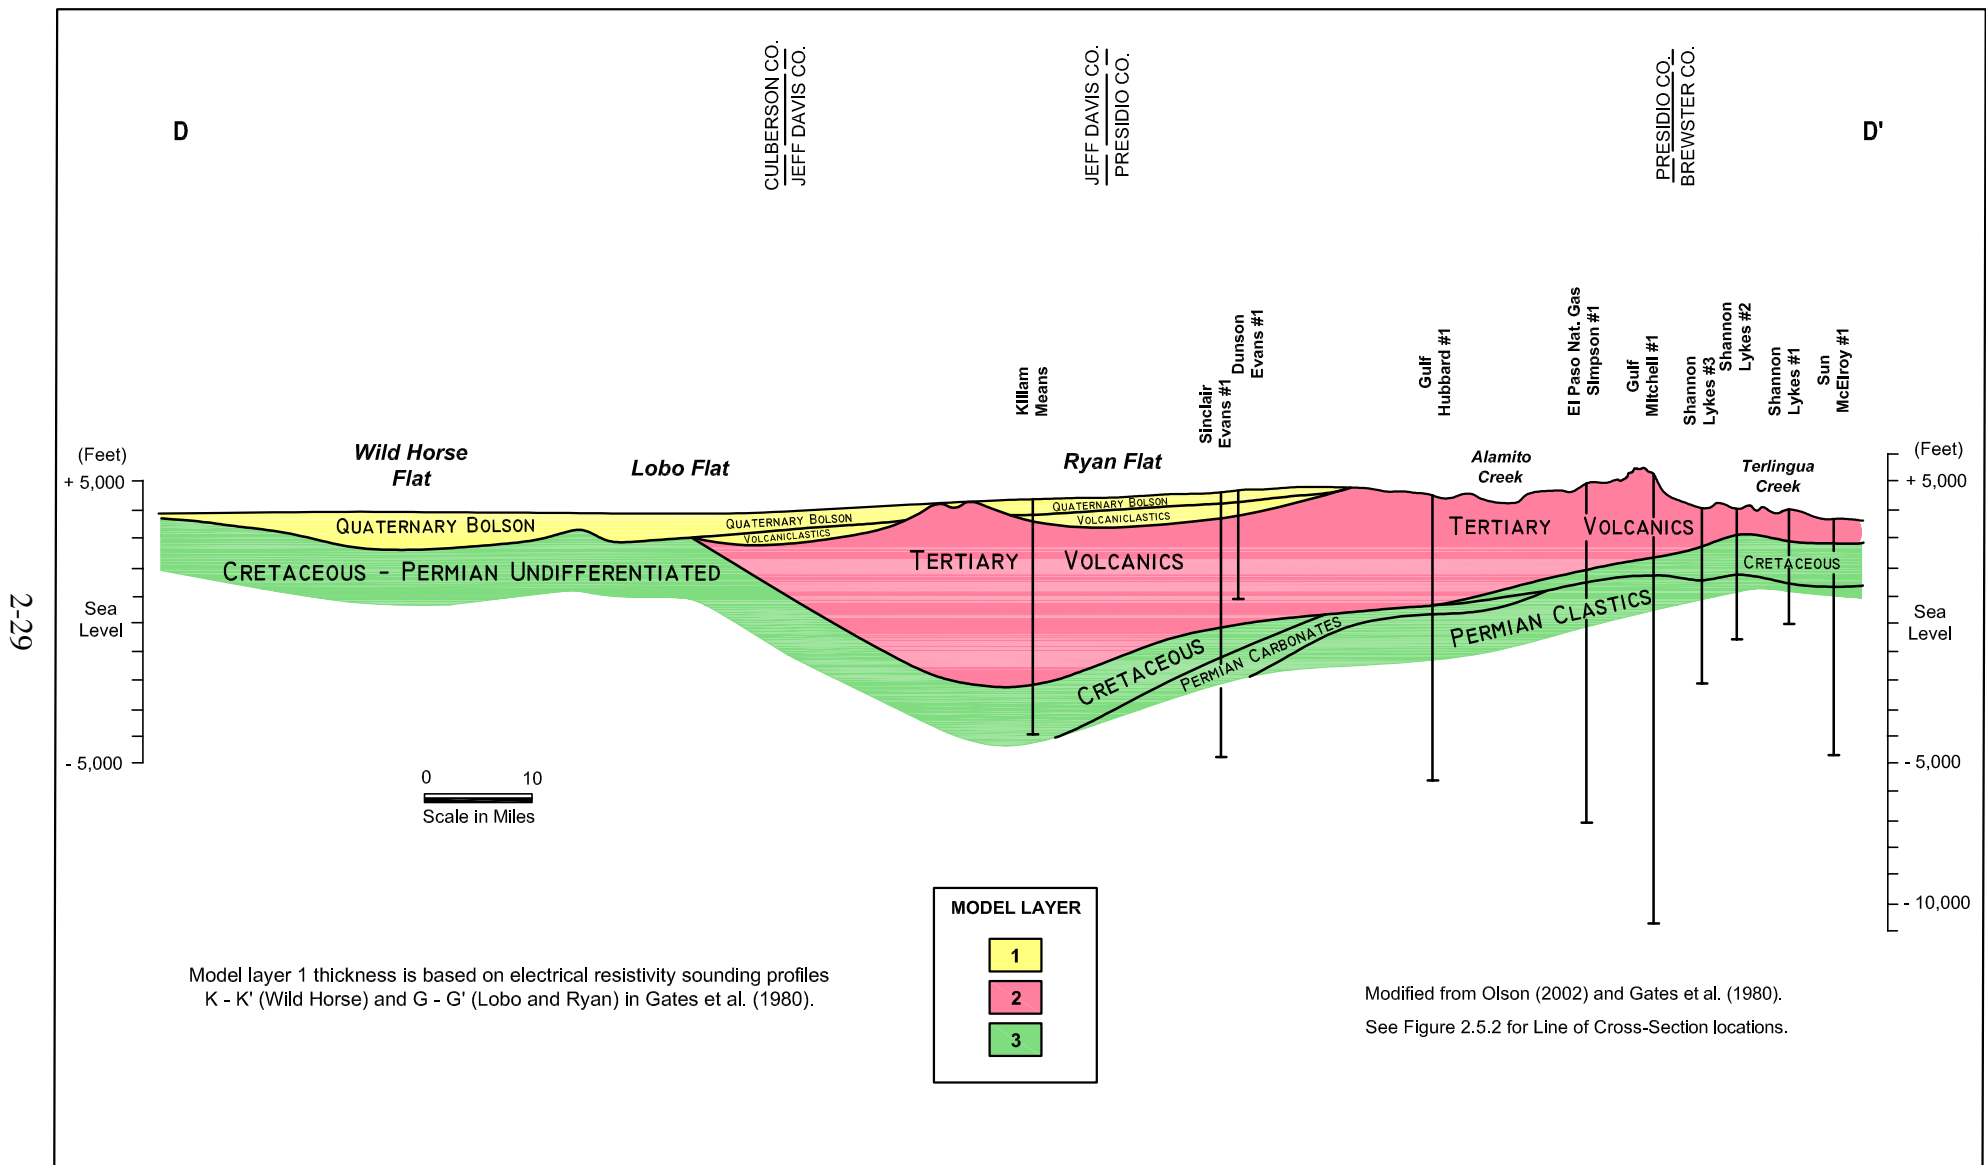 CULBERSON CO.
JEFF DAVIS CO.
JEFF DAVIS CO.
PRESIDIO CO.
PRESIDIO CO.
BREWSTER CO.
D
D'
Killam
Means
Sinclair
Evans #1
Dunson
Evans #1
Gulf
Hubbard #1
El Paso Nat. Gas
SImpson #1
Gulf
Mitchell #1
Shannon
Lykes #3
Shannon
Lykes #2
Shannon
Lykes #1
Sun
McElroy #1
Wild Horse
Flat
Lobo Flat
Ryan Flat
Alamito
Creek
Terlingua
Creek
(Feet)
+ 5,000
Sea
Level
- 5,000
(Feet)
+ 5,000
Sea
Level
- 5,000
- 10,000
QUATERNARY BOLSON
QUATERNARY BOLSON
VOLCANICLASTICS
QUATERNARY BOLSON
VOLCANICLASTICS
CRETACEOUS - PERMIAN UNDIFFERENTIATED
TERTIARY VOLCANICS
TERTIARY VOLCANICS
CRETACEOUS
CRETACEOUS
PERMIAN CARBONATES
PERMIAN CLASTICS
2-29
0 10
Scale in Miles
MODEL LAYER
1
2
3
Model layer 1 thickness is based on electrical resistivity sounding profiles
K - K' (Wild Horse) and G - G' (Lobo and Ryan) in Gates et al. (1980).
Modified from Olson (2002) and Gates et al. (1980).
See Figure 2.5.2 for Line of Cross-Section locations.